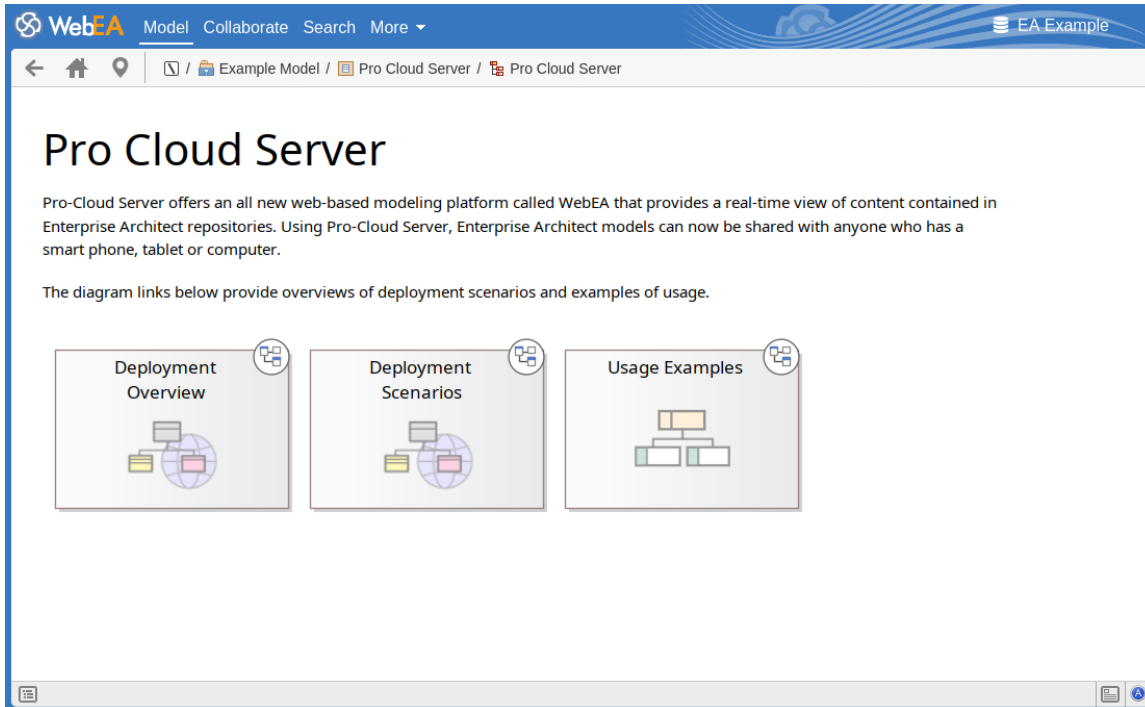 WebEA Model Collaborate Search More EA Example
/ Example Model / Pro Cloud Server / Pro Cloud Server
Pro Cloud Server
Pro-Cloud Server offers an all new web-based modeling platform called WebEA that provides a real-time view of content contained in
Enterprise Architect repositories. Using Pro-Cloud Server, Enterprise Architect models can now be shared with anyone who has a
smart phone, tablet or computer.
The diagram links below provide overviews of deployment scenarios and examples of usage.
Deployment
Overview
Deployment
Scenarios
Usage Examples